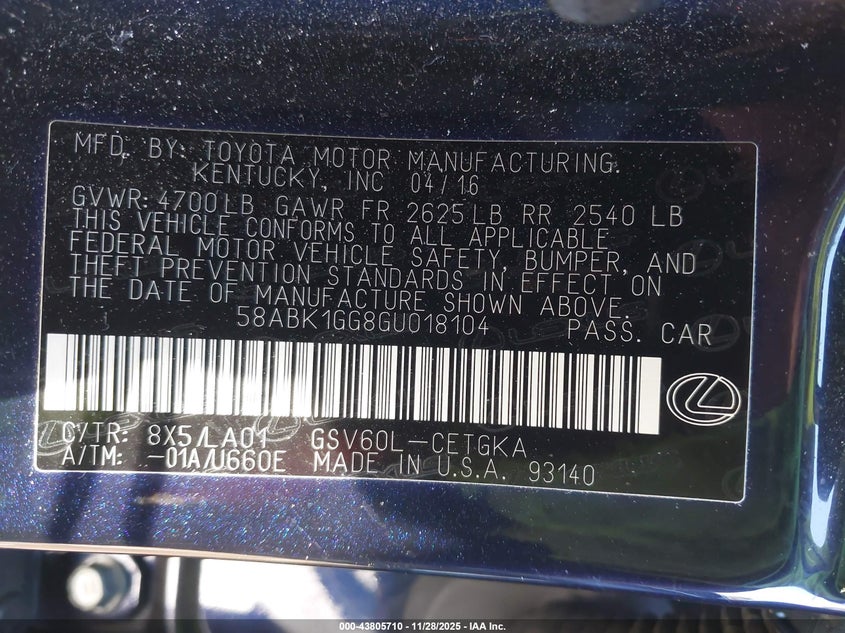 MFD. BY: TOYOTA MOTOR MANUFACTURING.
KENTUCKY, INC 04/16
GVWR: 4700LB GAWR FR 2625LB RR 2540 LB
THIS VEHICLE CONFORMS TO ALL APPLICABLE
FEDERAL MOTOR VEHICLE SAFETY, BUMPER, AND
THEFT PREVENTION STANDARDS IN EFFECT ON
THE DATE OF MANUFACTURE SHOWN ABOVE.
58ABK1GG8GU018104 PASS. CAR
C/TR: 8X5/LA01 GSV60L-CETGKA
A/TM: -01A/U660E MADE IN U.S.A. 93140
000-43805710 - 11/28/2025 - IAA Inc.